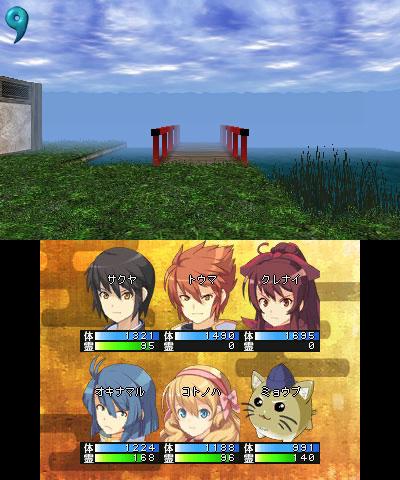 サクヤ トウマ クレナイ
体 1321 体 1490 体 1695
霊 95 霊 0 霊 0
オキナマル コトノハ ミョウブ
体 1224 体 1188 体 991
霊 168 霊 96 霊 140